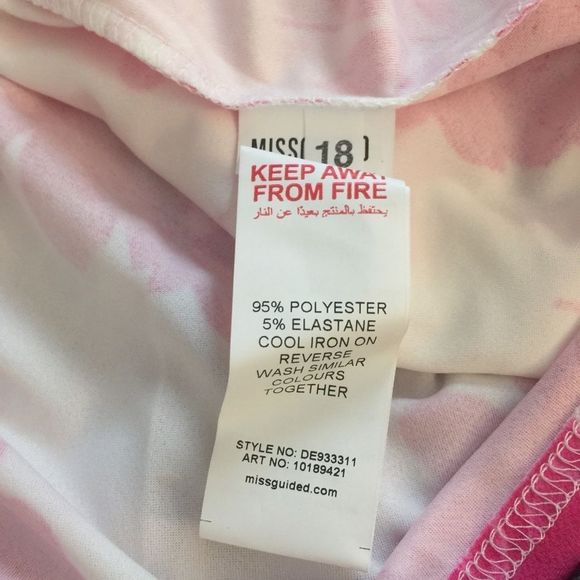 MISS 18
KEEP AWAY
FROM FIRE
يحتفظ بالمنتج بعيدًا عن النار
95% POLYESTER
5% ELASTANE
COOL IRON ON
REVERSE
WASH SIMILAR
COLOURS
TOGETHER
STYLE NO: DE933311
ART NO: 10189421
missguided.com